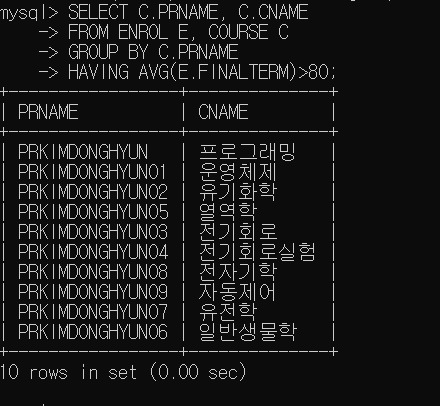 mysql> SELECT C.PRNAME, C.CNAME
-> FROM ENROL E, COURSE C
-> GROUP BY C.PRNAME
-> HAVING AVG(E.FINALTERM)>80;
+----------------+-------------+
| PRNAME | CNAME |
+----------------+-------------+
| PRKIMDONGHYUN | 프로그래밍 |
| PRKIMDONGHYUN01 | 운영체제 |
| PRKIMDONGHYUN02 | 유기화학 |
| PRKIMDONGHYUN05 | 열역학 |
| PRKIMDONGHYUN03 | 전기회로 |
| PRKIMDONGHYUN04 | 전기회로실험 |
| PRKIMDONGHYUN08 | 전자기학 |
| PRKIMDONGHYUN09 | 자동제어 |
| PRKIMDONGHYUN07 | 유전학 |
| PRKIMDONGHYUN06 | 일반생물학 |
+----------------+-------------+
10 rows in set (0.00 sec)